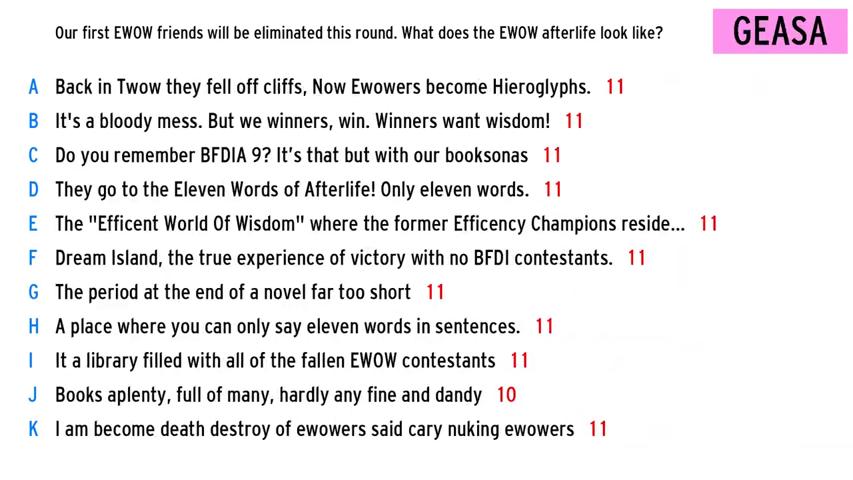 Our first EWOW friends will be eliminated this round. What does the EWOW afterlife look like?
GEASA
A Back in Twow they fell off cliffs, Now Ewowers become Hieroglyphs. 11
B It's a bloody mess. But we winners, win. Winners want wisdom! 11
C Do you remember BFDIA 9? It’s that but with our booksonas 11
D They go to the Eleven Words of Afterlife! Only eleven words. 11
E The "Efficent World Of Wisdom" where the former Efficency Champions reside... 11
F Dream Island, the true experience of victory with no BFDI contestants. 11
G The period at the end of a novel far too short 11
H A place where you can only say eleven words in sentences. 11
I It a library filled with all of the fallen EWOW contestants 11
J Books aplenty, full of many, hardly any fine and dandy 10
K I am become death destroy of ewowers said cary nuking ewowers 11